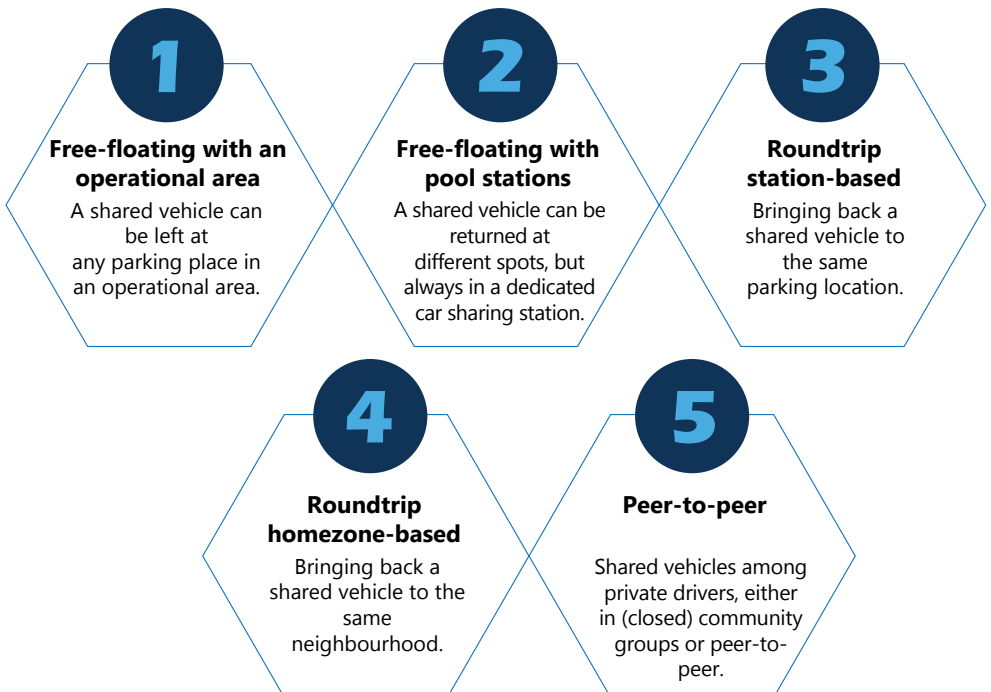 1
Free-floating with an
operational area
A shared vehicle can
be left at
any parking place in
an operational area.
2
Free-floating with
pool stations
A shared vehicle can be
returned at
different spots, but
always in a dedicated
car sharing station.
3
Roundtrip
station-based
Bringing back a
shared vehicle to
the same
parking location.
4
Roundtrip
homezone-based
Bringing back a
shared vehicle to the
same
neighbourhood.
5
Peer-to-peer
Shared vehicles among
private drivers, either
in (closed) community
groups or peer-to-
peer.